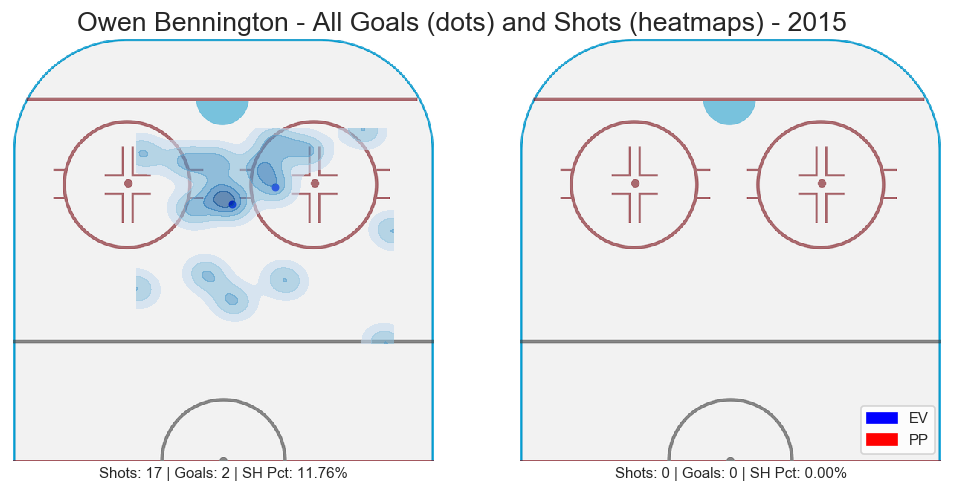 Owen Bennington - All Goals (dots) and Shots (heatmaps) - 2015
EV
PP
Shots: 17 | Goals: 2 | SH Pct: 11.76%
Shots: 0 | Goals: 0 | SH Pct: 0.00%